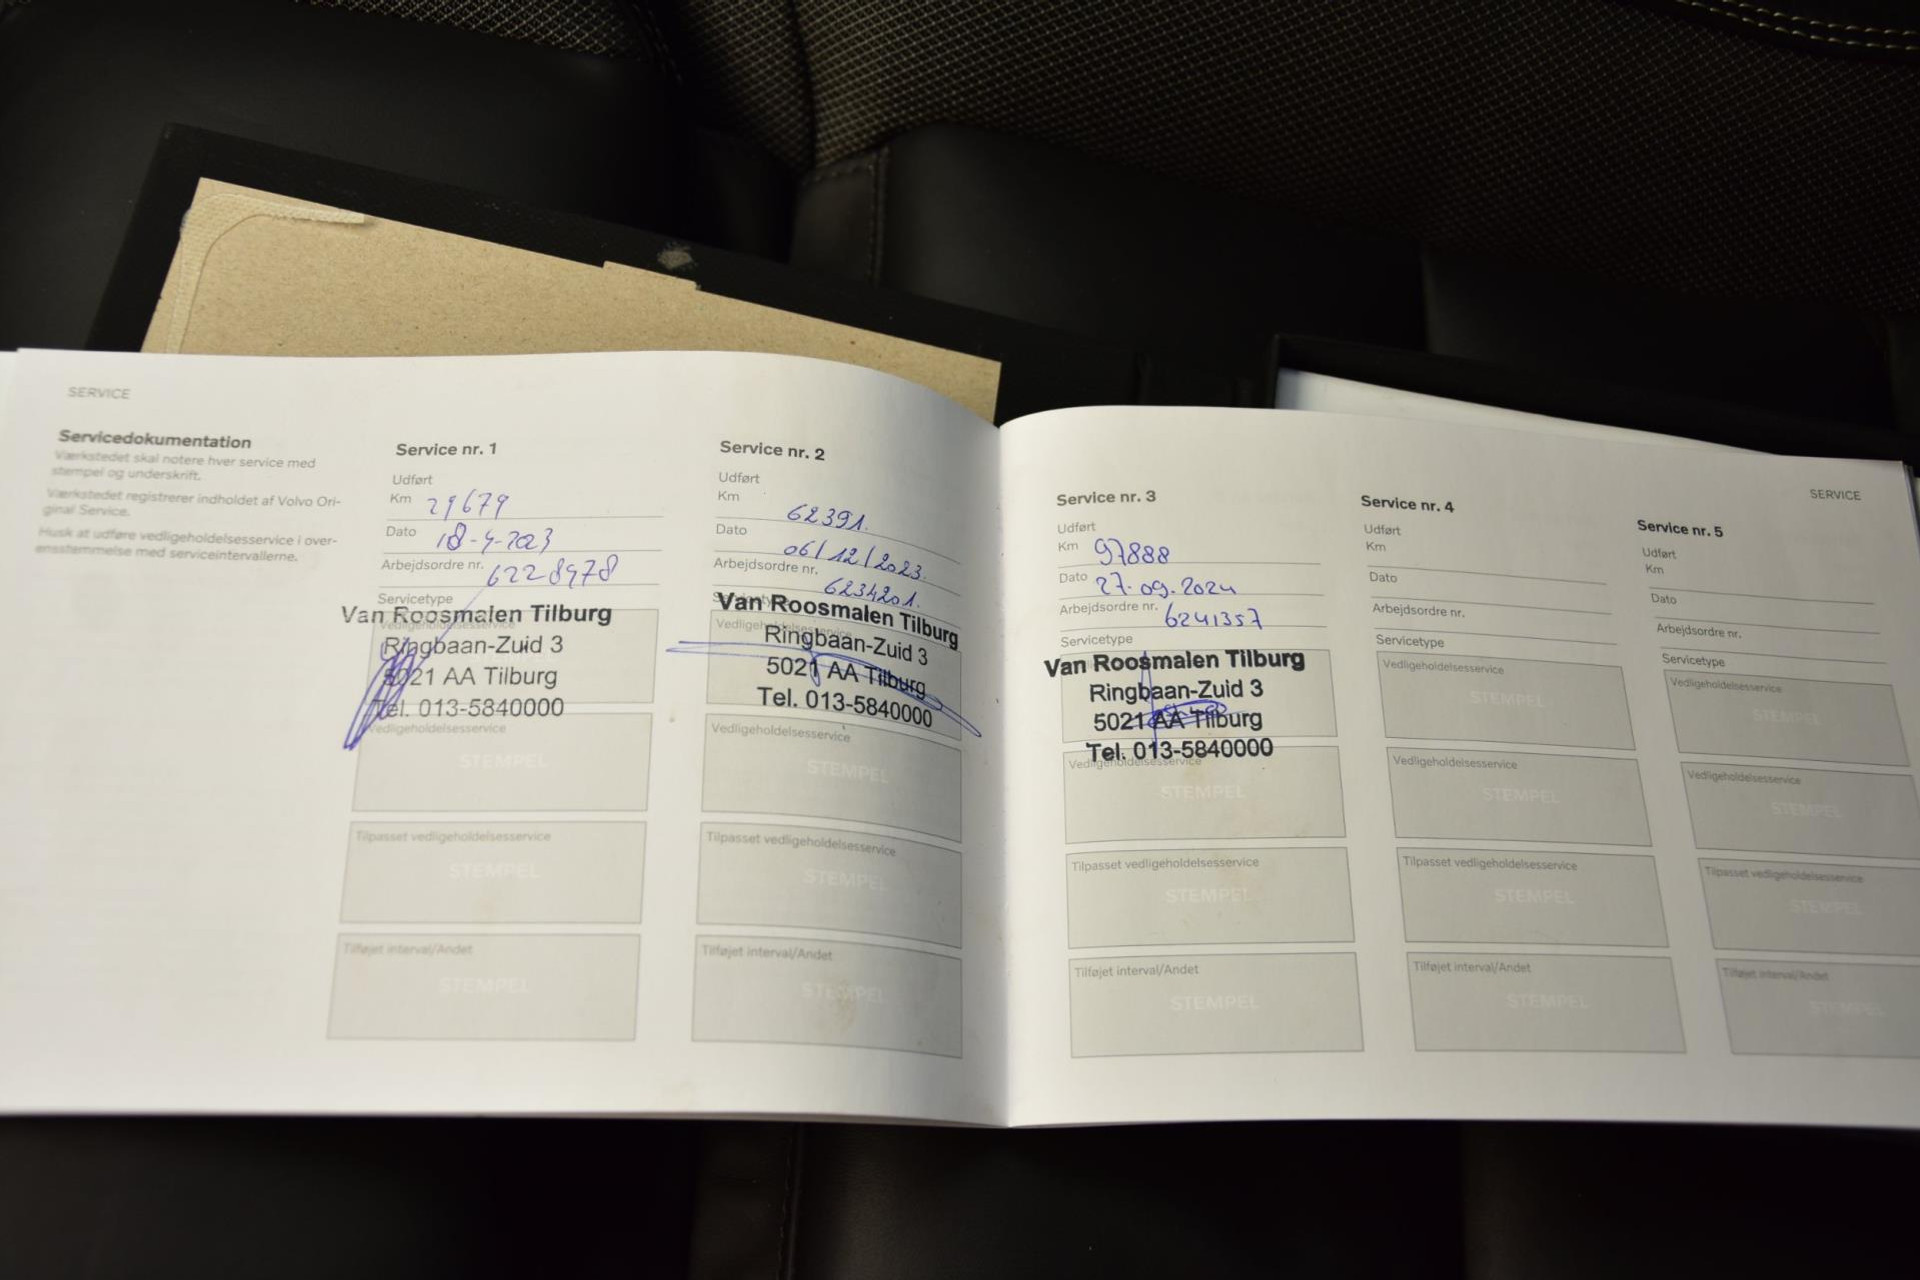 SERVICE
Servicedokumentation
Værkstedet skal notere hver service med
stempel og underskrift.
Værkstedet registrerer indholdet af Volvo Ori-
ginal Service.
Husk at udføre vedligeholdelsesservice i over-
ensstemmelse med serviceintervallerne.
Service nr. 1
Udført
Km 29679
Dato 18-4-2023
Arbejdsordre nr. 6228978
Servicetype
Vedligeholdelsesservice
Van Roosmalen Tilburg
Ringbaan-Zuid 3
5021 AA Tilburg
Tel. 013-5840000
Vedligeholdelsesservice
STEMPEL
Tilpasset vedligeholdelsesservice
STEMPEL
Tilføjet interval/Andet
STEMPEL
Service nr. 2
Udført
Km 62391.
Dato 06/12/2023.
Arbejdsordre nr. 6234201.
Servicetype
Vedligeholdelsesservice
Van Roosmalen Tilburg
Ringbaan-Zuid 3
5021 AA Tilburg
Tel. 013-5840000
Vedligeholdelsesservice
STEMPEL
Tilpasset vedligeholdelsesservice
STEMPEL
Tilføjet interval/Andet
STEMPEL
SERVICE
Service nr. 3
Udført
Km 97888
Dato 27.09.2024
Arbejdsordre nr. 6241357
Servicetype
Van Roosmalen Tilburg
Ringbaan-Zuid 3
5021 AA Tilburg
Tel. 013-5840000
Vedligeholdelsesservice
STEMPEL
Tilpasset vedligeholdelsesservice
STEMPEL
Tilføjet interval/Andet
STEMPEL
Service nr. 4
Udført
Km
Dato
Arbejdsordre nr.
Servicetype
Vedligeholdelsesservice
STEMPEL
Vedligeholdelsesservice
STEMPEL
Tilpasset vedligeholdelsesservice
STEMPEL
Tilføjet interval/Andet
STEMPEL
Service nr. 5
Udført
Km
Dato
Arbejdsordre nr.
Servicetype
Vedligeholdelsesservice
STEMPEL
Vedligeholdelsesservice
STEMPEL
Tilpasset vedligeholdelsesservice
STEMPEL
Tilføjet interval/Andet
STEMPEL